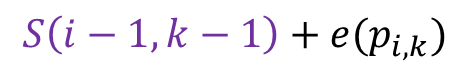 S(i − 1, k − 1) + e(p_{i,k})